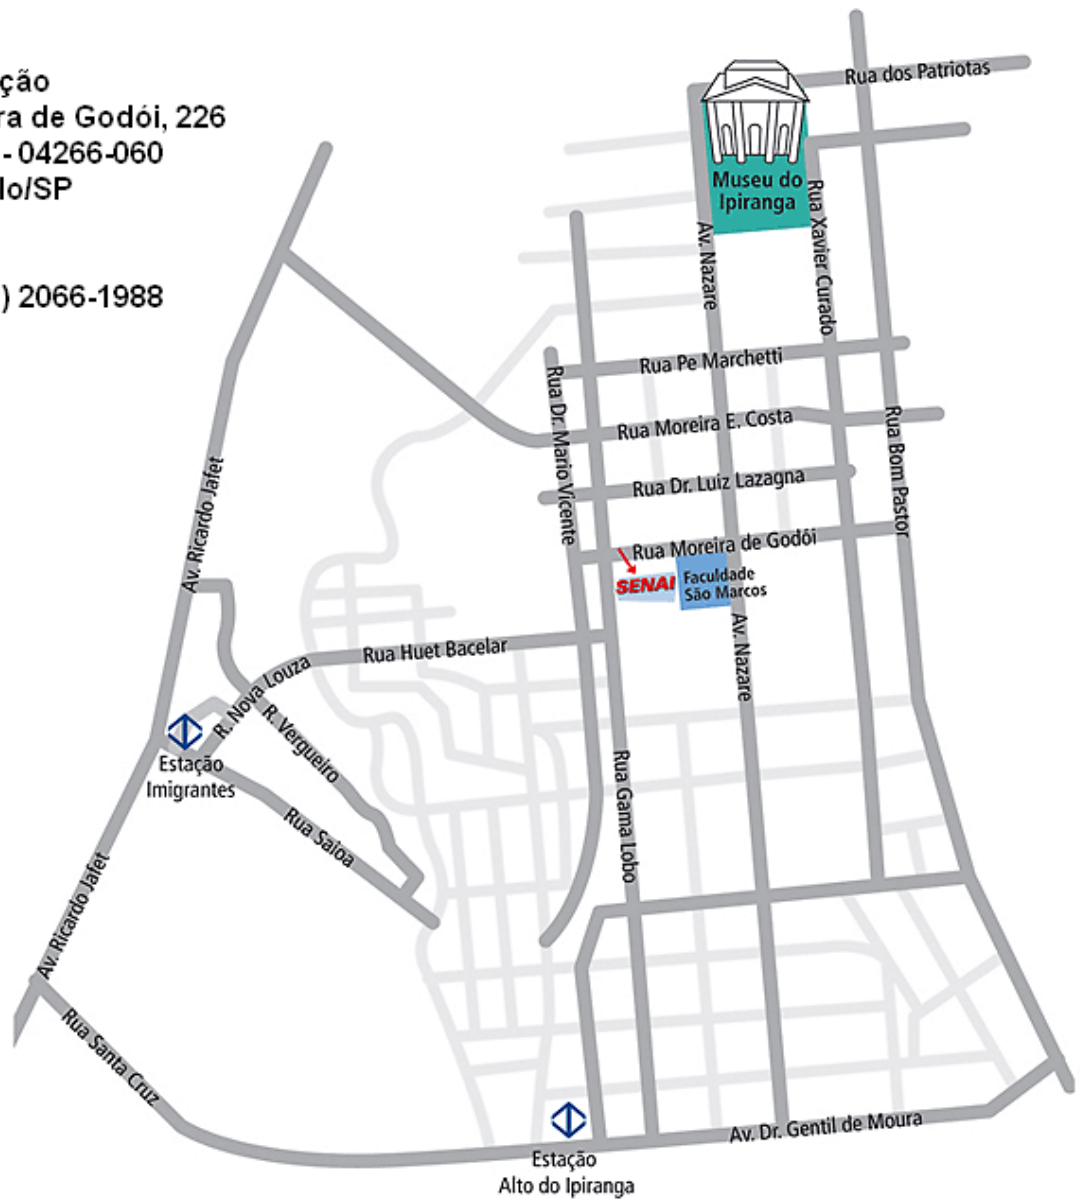 ção
ra de Godói, 226
- 04266-060
lo/SP
) 2066-1988
Rua dos Patriotas
Museu do
Ipiranga
Rua Xavier Curado
Av. Nazare
Rua Pe Marchetti
Rua Dr. Mario Vicente
Rua Moreira E. Costa
Rua Bom Pastor
Rua Dr. Luiz Lazagna
Av. Ricardo Jafet
Rua Moreira de Godói
SENAI
Faculdade
São Marcos
Av. Nazare
Rua Huet Bacelar
R. Nova Louza
R. Vergueiro
Estação
Imigrantes
Rua Gama Lobo
Rua Saioa
Av. Ricardo Jafet
Rua Santa Cruz
Av. Dr. Gentil de Moura
Estação
Alto do Ipiranga